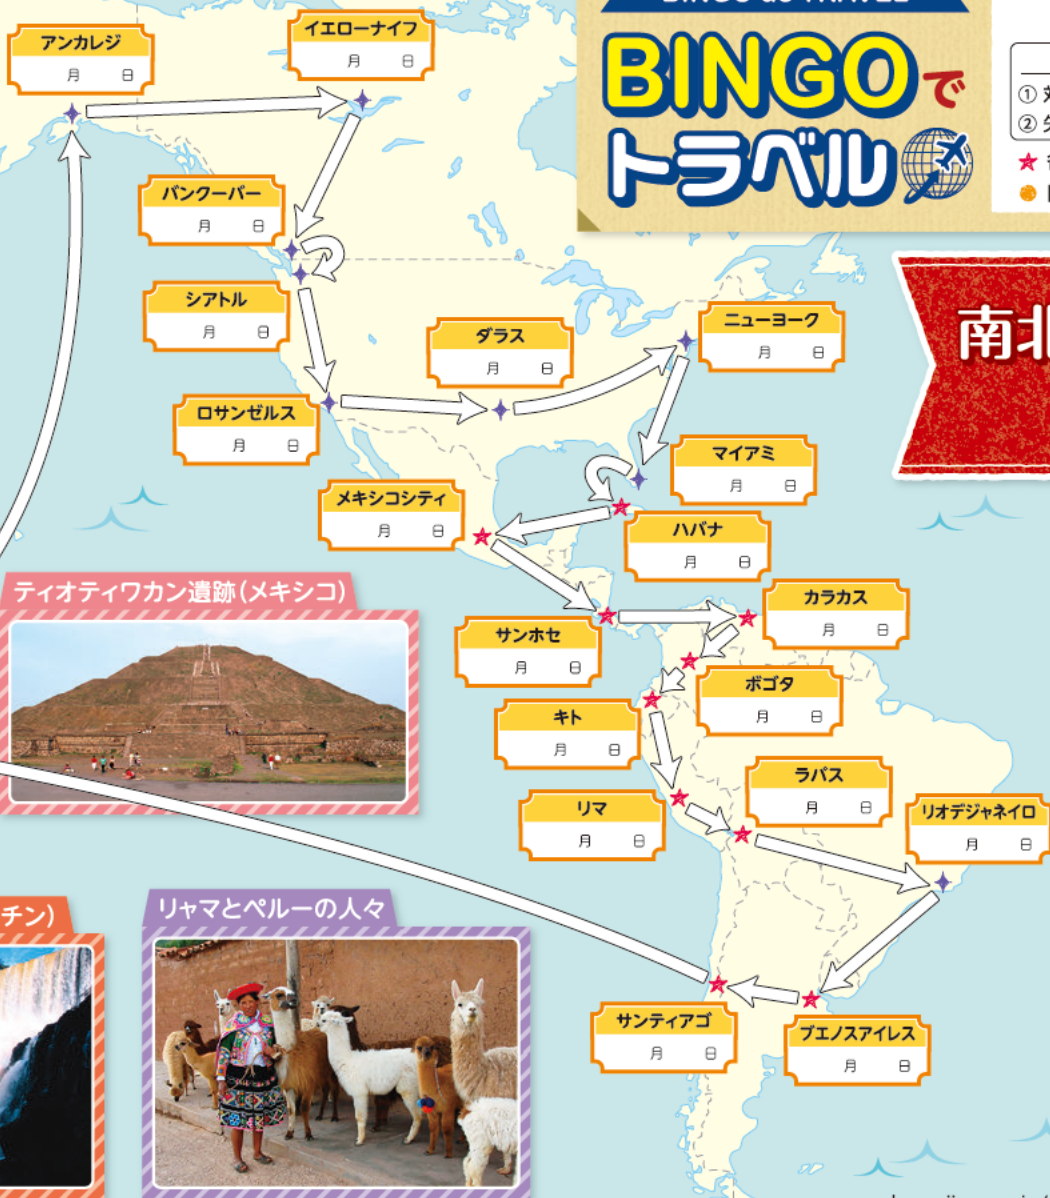 BINGO de TRAVEL
BINGOで
トラベル
①
②
南北
アンカレジ
月 日
イエローナイフ
月 日
バンクーバー
月 日
シアトル
月 日
ロサンゼルス
月 日
ダラス
月 日
ニューヨーク
月 日
マイアミ
月 日
ハバナ
月 日
メキシコシティ
月 日
サンホセ
月 日
カラカス
月 日
ボゴタ
月 日
キト
月 日
リマ
月 日
ラパス
月 日
リオデジャネイロ
月 日
ブエノスアイレス
月 日
サンティアゴ
月 日
ティオティワカン遺跡(メキシコ)
チン)
リャマとペルーの人々